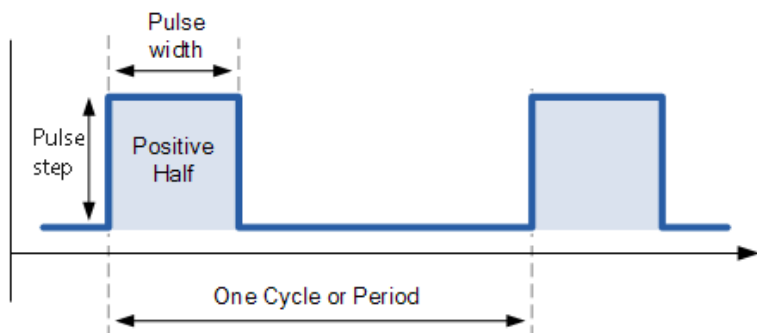 Pulse
width
Pulse
step
Positive
Half
One Cycle or Period